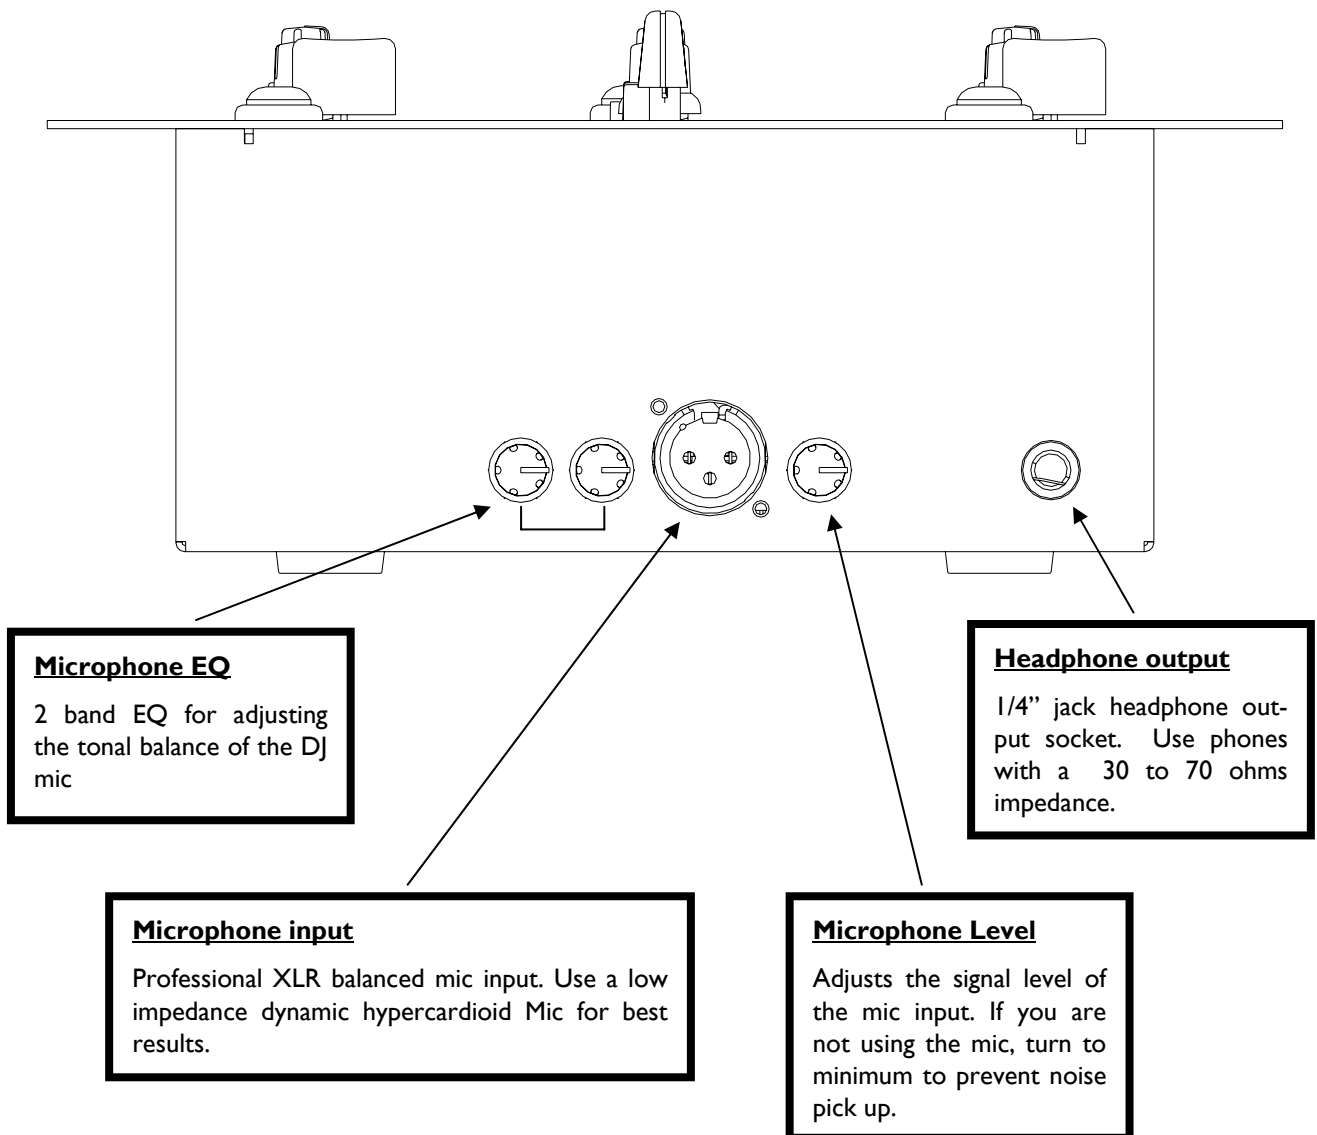 Microphone EQ
2 band EQ for adjusting
the tonal balance of the DJ
mic
Headphone output
1/4” jack headphone out-
put socket. Use phones
with a 30 to 70 ohms
impedance.
Microphone input
Professional XLR balanced mic input. Use a low
impedance dynamic hypercardioid Mic for best
results.
Microphone Level
Adjusts the signal level of
the mic input. If you are
not using the mic, turn to
minimum to prevent noise
pick up.